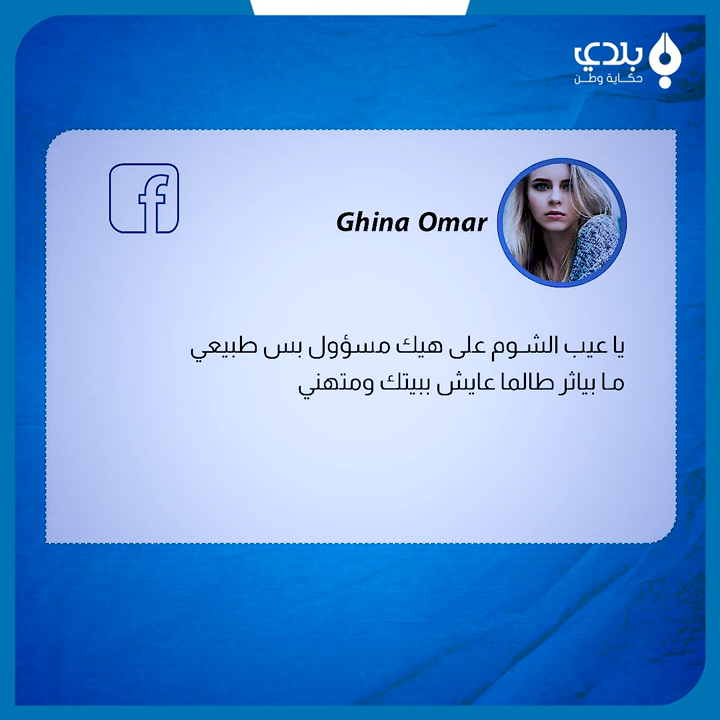 بلدي
حكاية وطن
Ghina Omar
يا عيب الشوم على هيك مسؤول بس طبيعي
ما بياثر طالما عايش ببيتك ومتهني